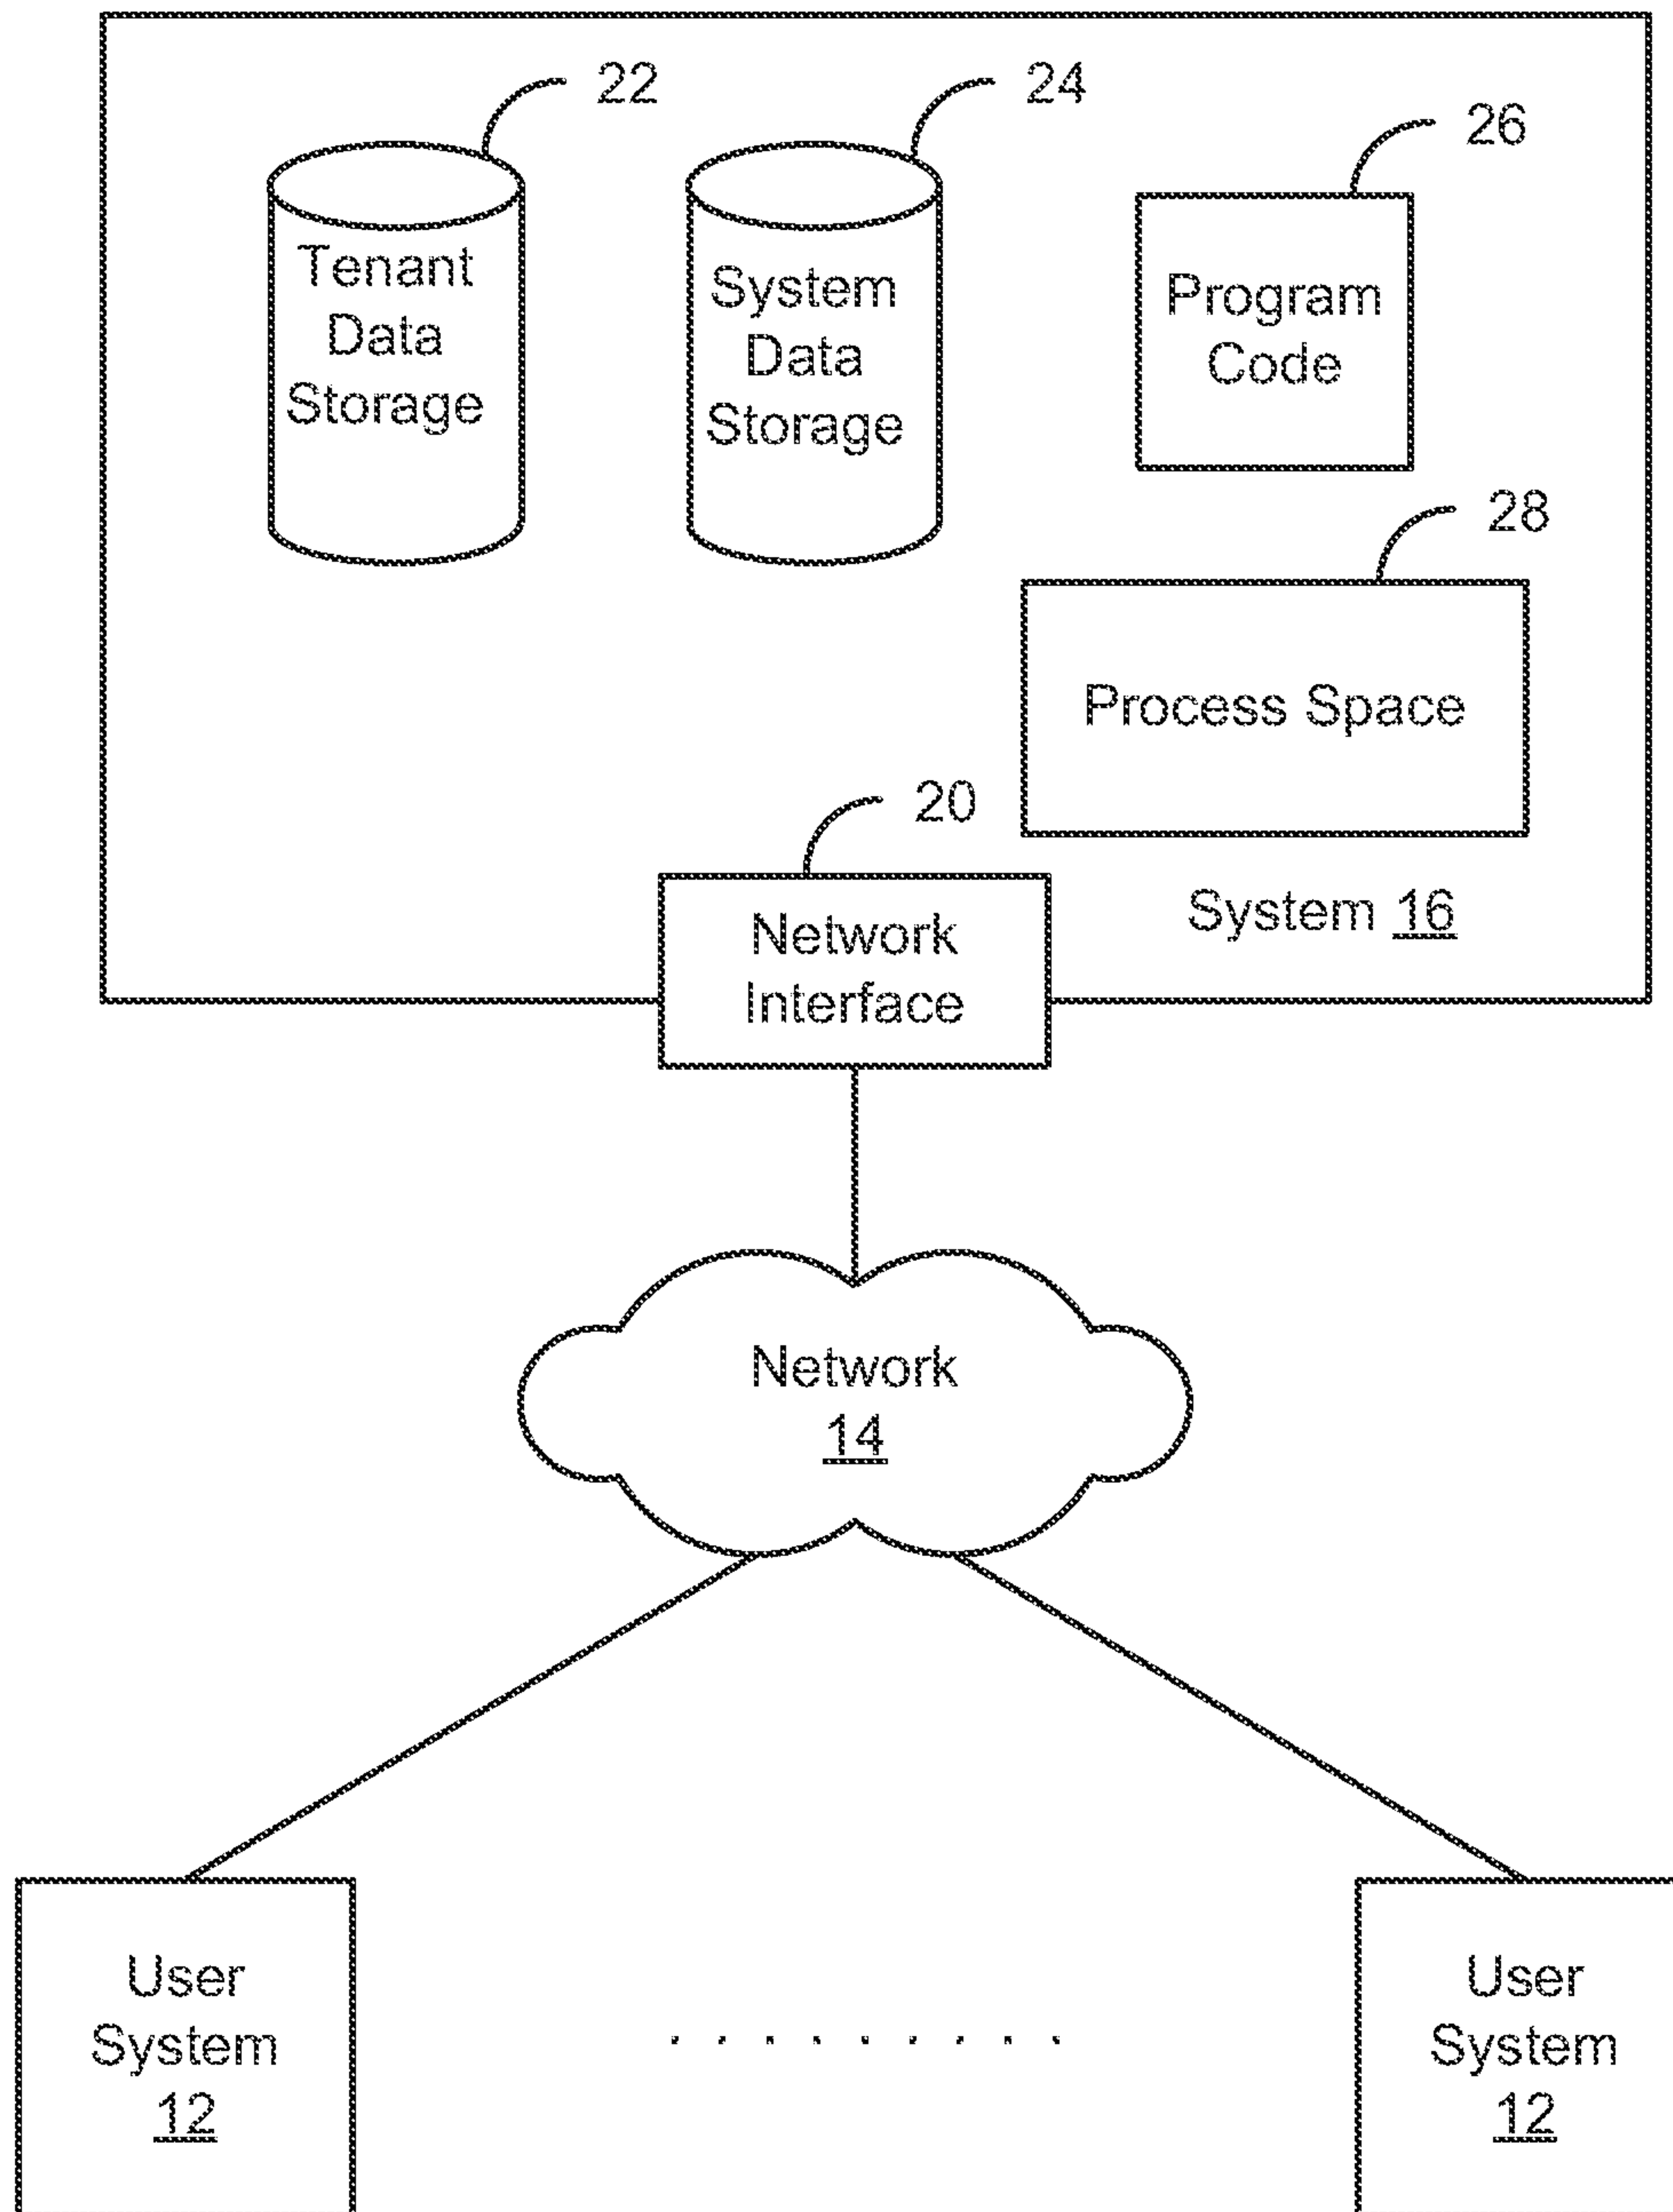 22
24
26
Tenant
Data
Storage
System
Data
Storage
Program
Code
28
Process Space
20
Network
Interface
System 16
Network
14
User
System
12
User
System
12